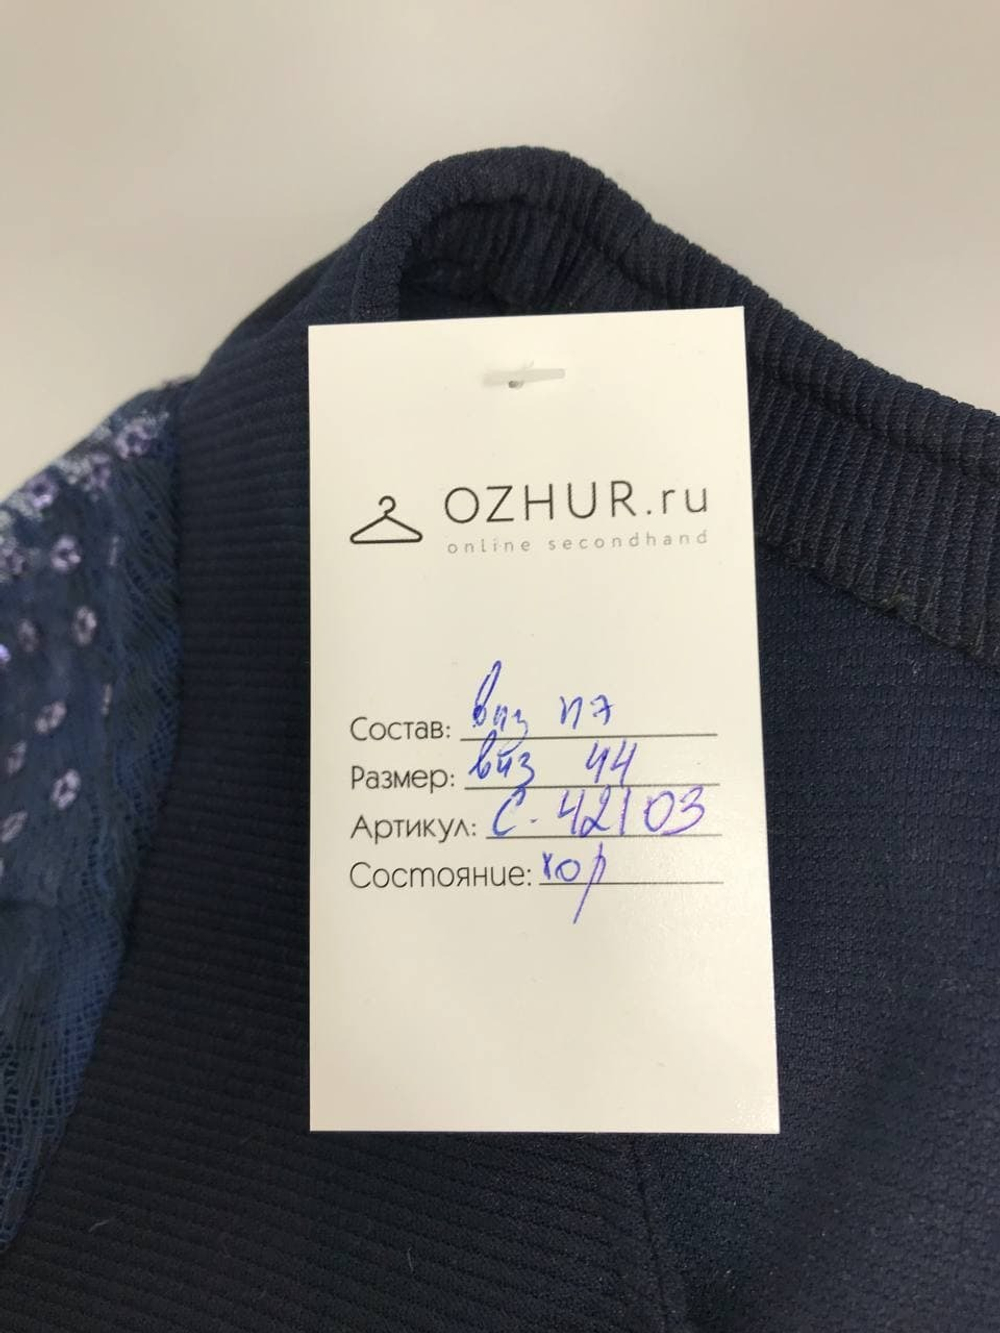 OZHUR.ru
online secondhand
Состав: виз пэ
Размер: виз 44
Артикул: С-42103
Состояние: хор